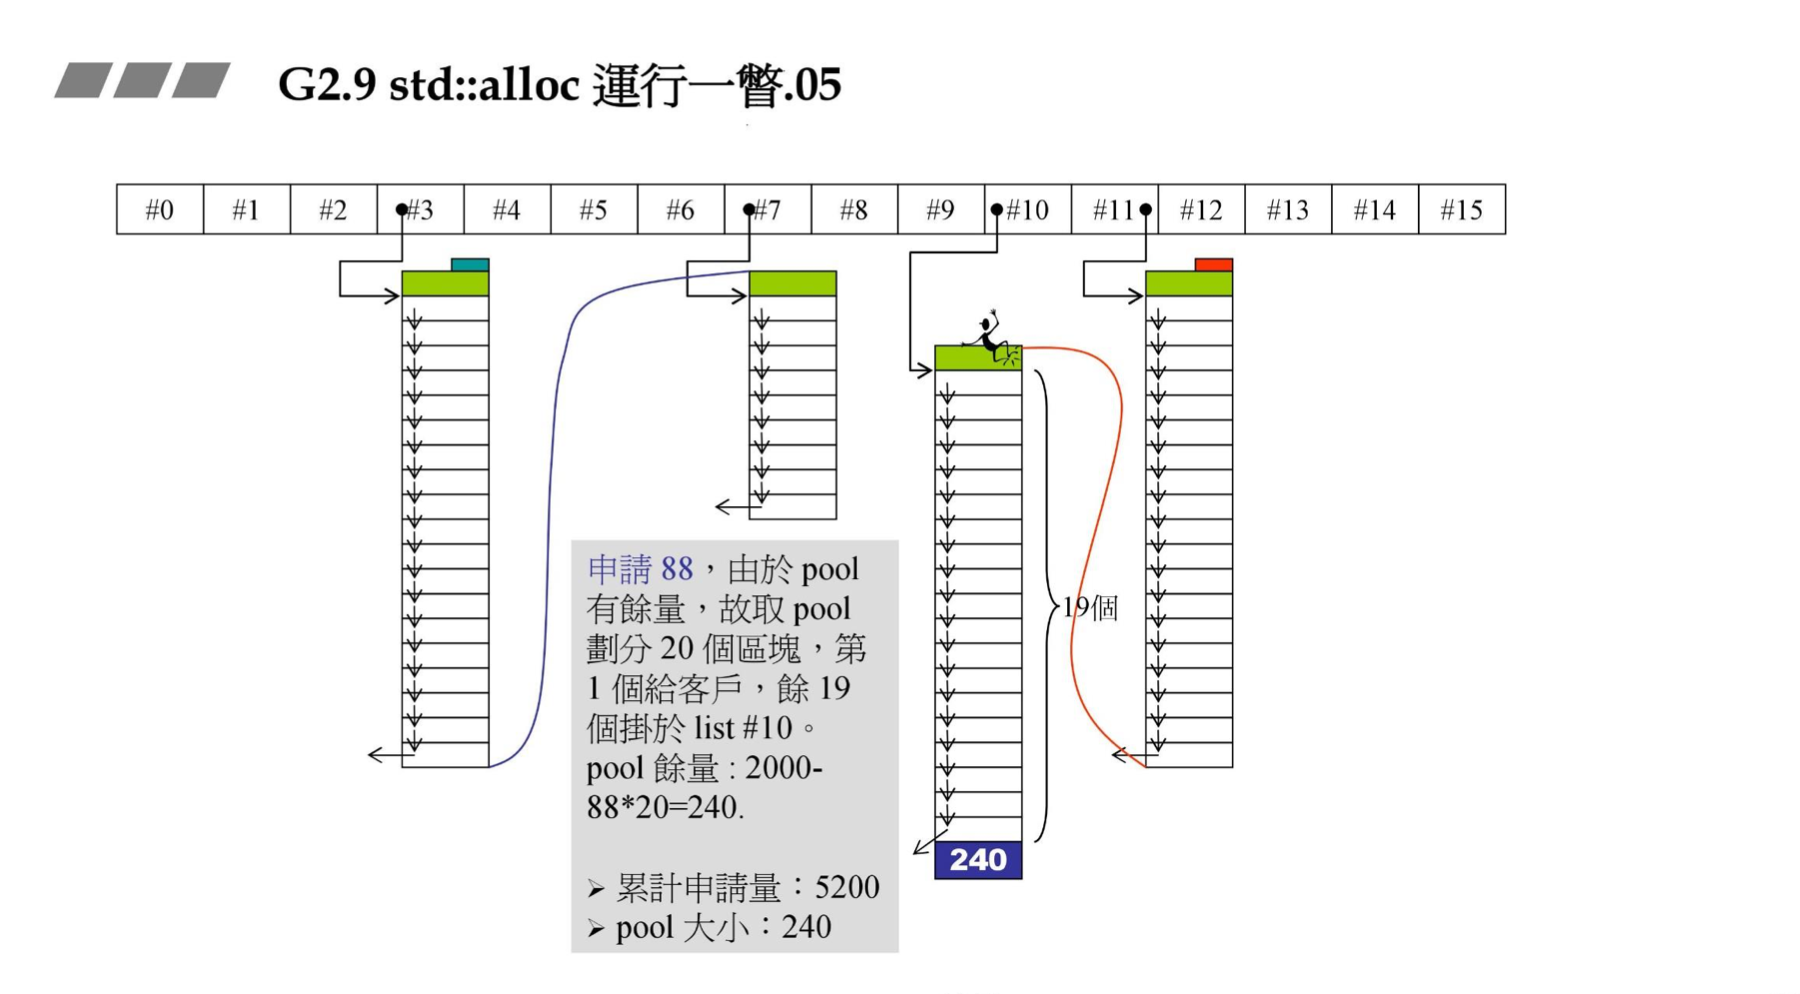 G2.9 std::alloc 運行一瞥.05
#0 #1 #2 #3 #4 #5 #6 #7 #8 #9 #10 #11 #12 #13 #14 #15
申請 88，由於 pool
有餘量，故取 pool
劃分 20 個區塊，第
1 個給客戶，餘 19
個掛於 list #10。
pool 餘量 : 2000-
88*20=240.
➢ 累計申請量：5200
➢ pool 大小：240
19個
240